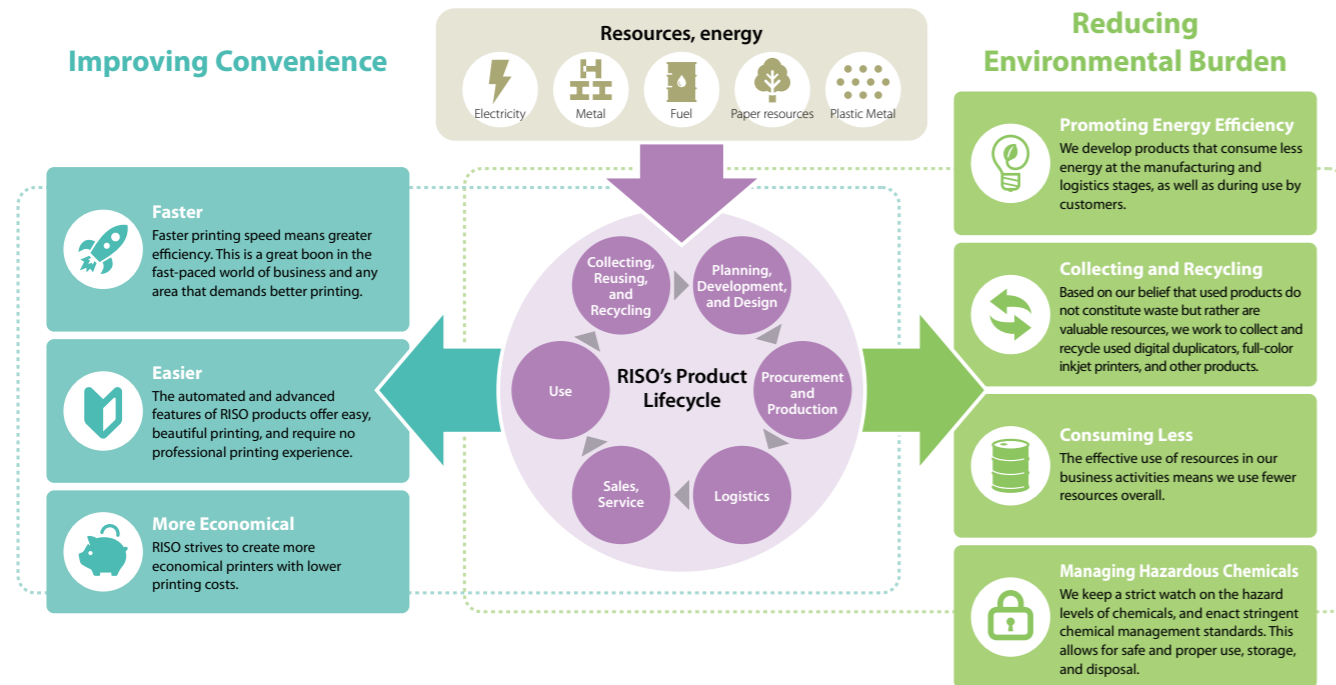 Improving Convenience
Resources, energy
Electricity
Metal
Fuel
Paper resources
Plastic Metal
Reducing
Environmental Burden
Faster
Faster printing speed means greater
efficiency. This is a great boon in the
fast-paced world of business and any
area that demands better printing.
Easier
The automated and advanced
features of RISO products offer easy,
beautiful printing, and require no
professional printing experience.
More Economical
RISO strives to create more
economical printers with lower
printing costs.
RISO's Product
Lifecycle
Collecting,
Reusing,
and
Recycling
Planning,
Development,
and Design
Procurement
and
Production
Logistics
Sales,
Service
Use
Promoting Energy Efficiency
We develop products that consume less
energy at the manufacturing and
logistics stages, as well as during use by
customers.
Collecting and Recycling
Based on our belief that used products do
not constitute waste but rather are
valuable resources, we work to collect and
recycle used digital duplicators, full-color
inkjet printers, and other products.
Consuming Less
The effective use of resources in our
business activities means we use fewer
resources overall.
Managing Hazardous Chemicals
We keep a strict watch on the hazard
levels of chemicals, and enact stringent
chemical management standards. This
allows for safe and proper use, storage,
and disposal.